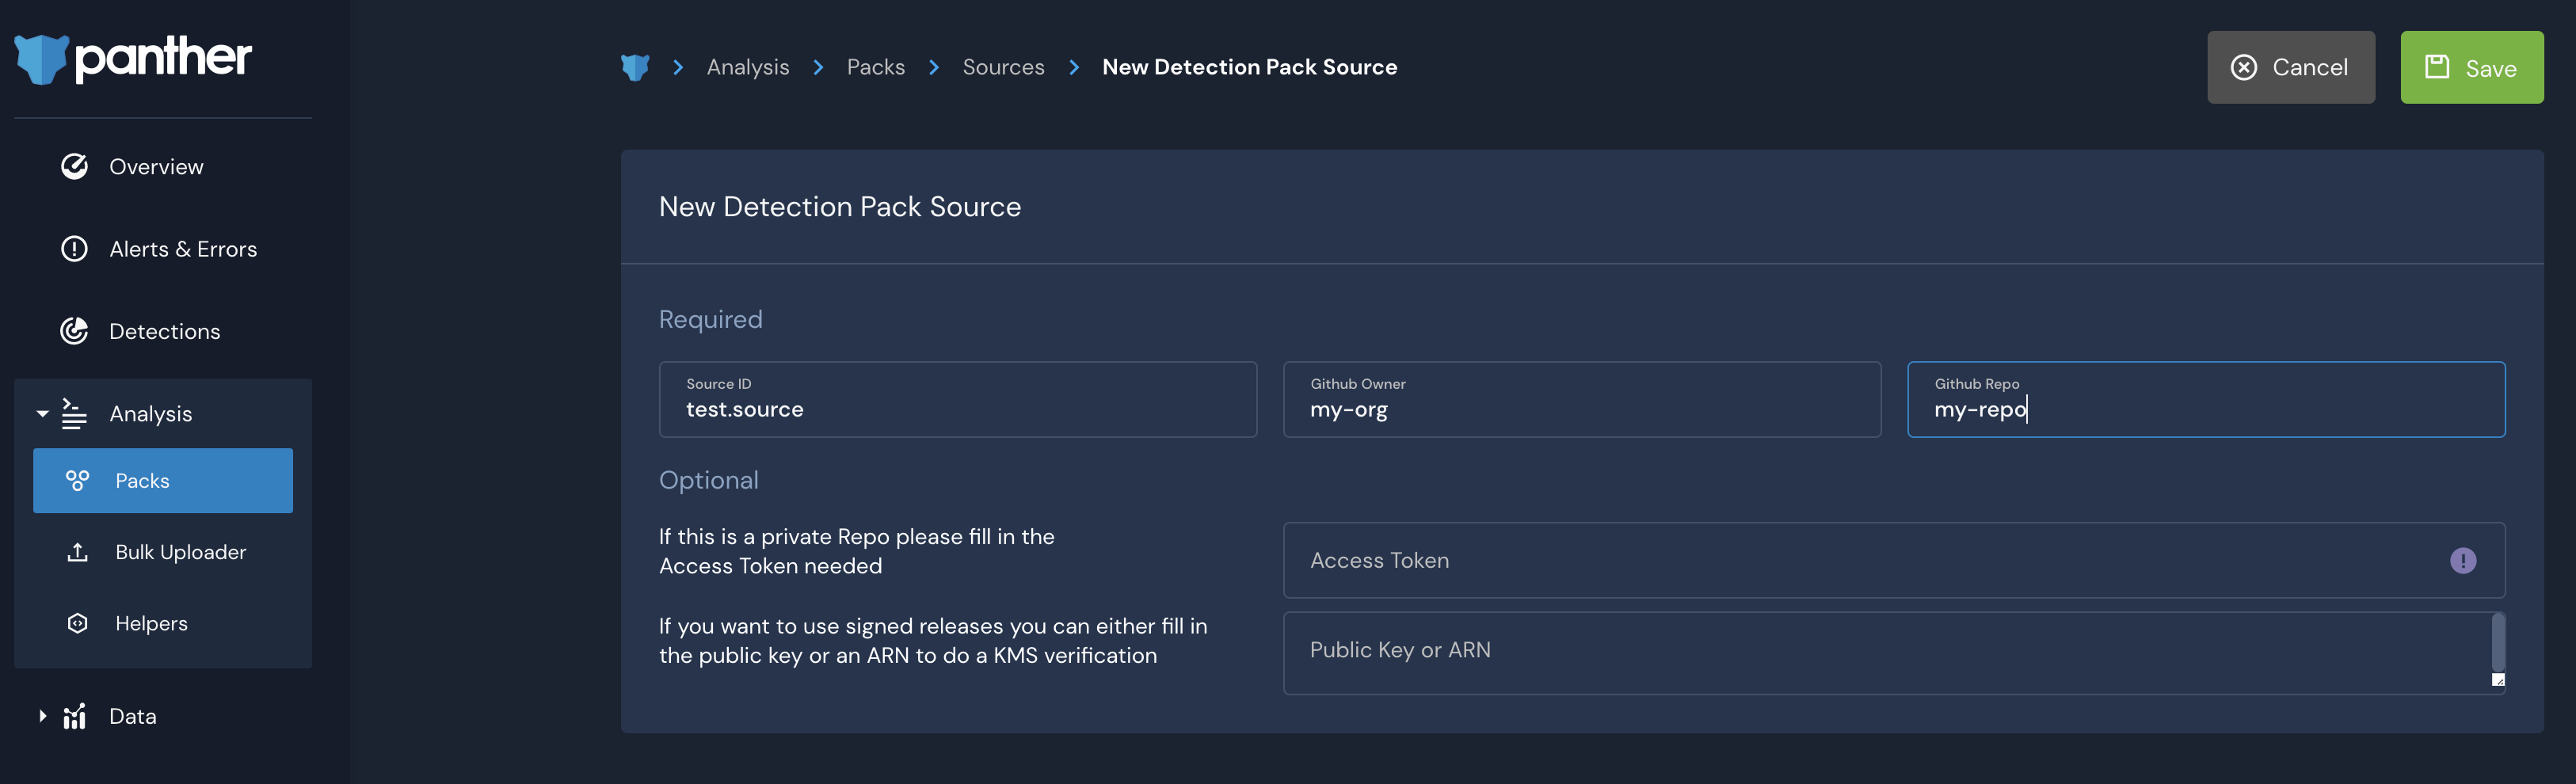 panther
Analysis Packs Sources New Detection Pack Source
Cancel
Save
Overview
Alerts & Errors
Detections
Analysis
Packs
Bulk Uploader
Helpers
Data
New Detection Pack Source
Required
Source ID
test.source
Github Owner
my-org
Github Repo
my-repo
Optional
If this is a private Repo please fill in the
Access Token needed
Access Token
If you want to use signed releases you can either fill in
the public key or an ARN to do a KMS verification
Public Key or ARN